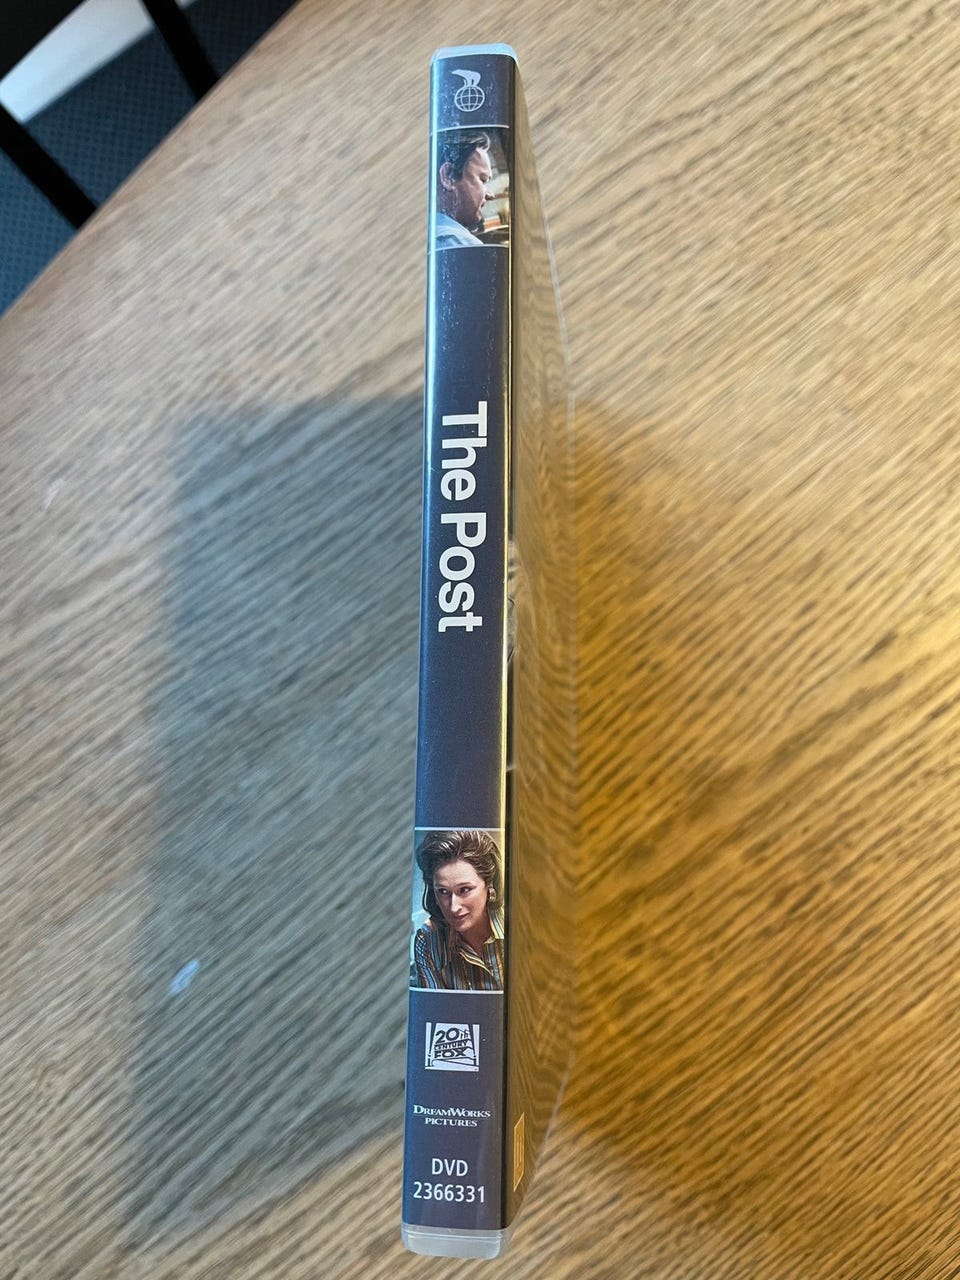 The Post
20th
CENTURY
FOX
DREAMWORKS
PICTURES
DVD
2366331